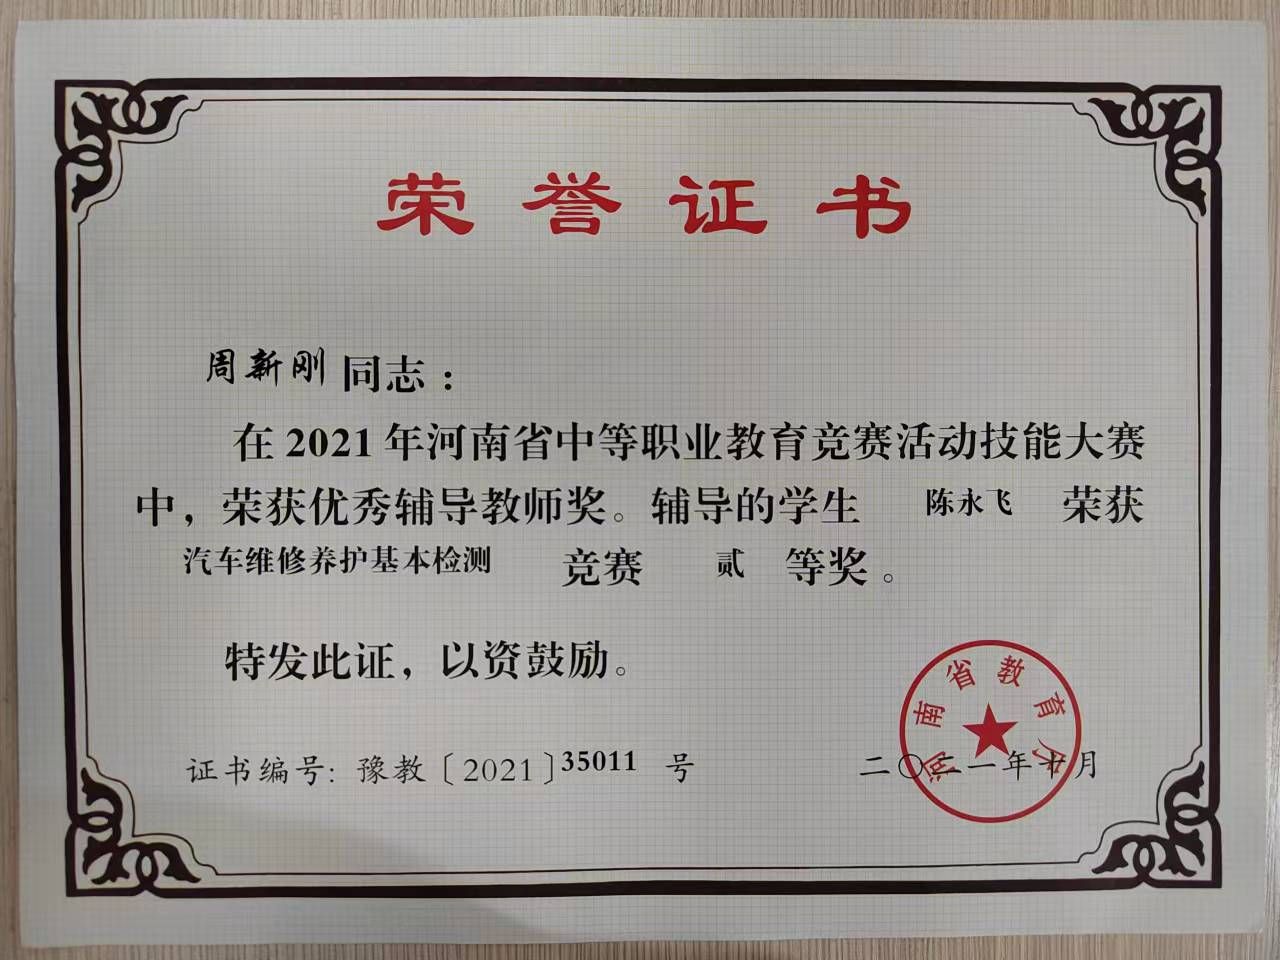 荣誉证书
周新刚同志：
在2021年河南省中等职业教育竞赛活动技能大赛
中，荣获优秀辅导教师奖。辅导的学生 陈永飞 荣获
汽车维修养护基本检测 竞赛 贰 等奖。
特发此证，以资鼓励。
河南省教育厅
证书编号：豫教〔2021〕35011 号 二〇二一年十月